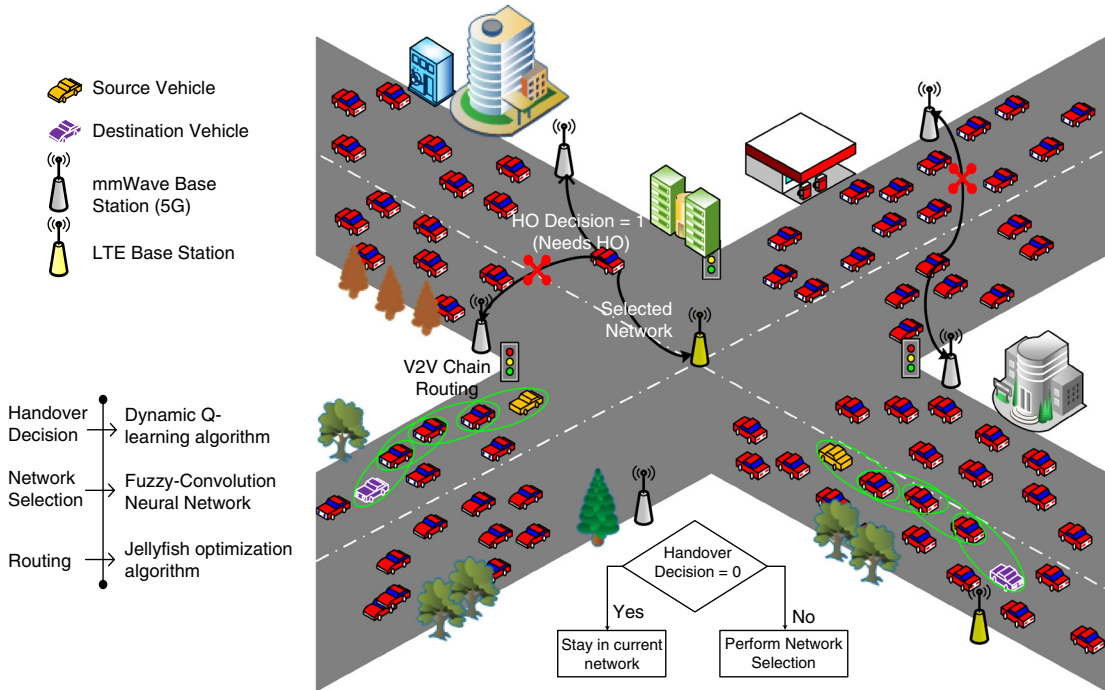 Source Vehicle
Destination Vehicle
mmWave Base
Station (5G)
LTE Base Station
HO Decision = 1
(Needs HO)
Selected
Network
V2V Chain
Routing
Handover
Decision
Dynamic Q-
learning algorithm
Network
Selection
Fuzzy-Convolution
Neural Network
Routing
Jellyfish optimization
algorithm
Handover
Decision = 0
Yes
No
Stay in current
network
Perform Network
Selection